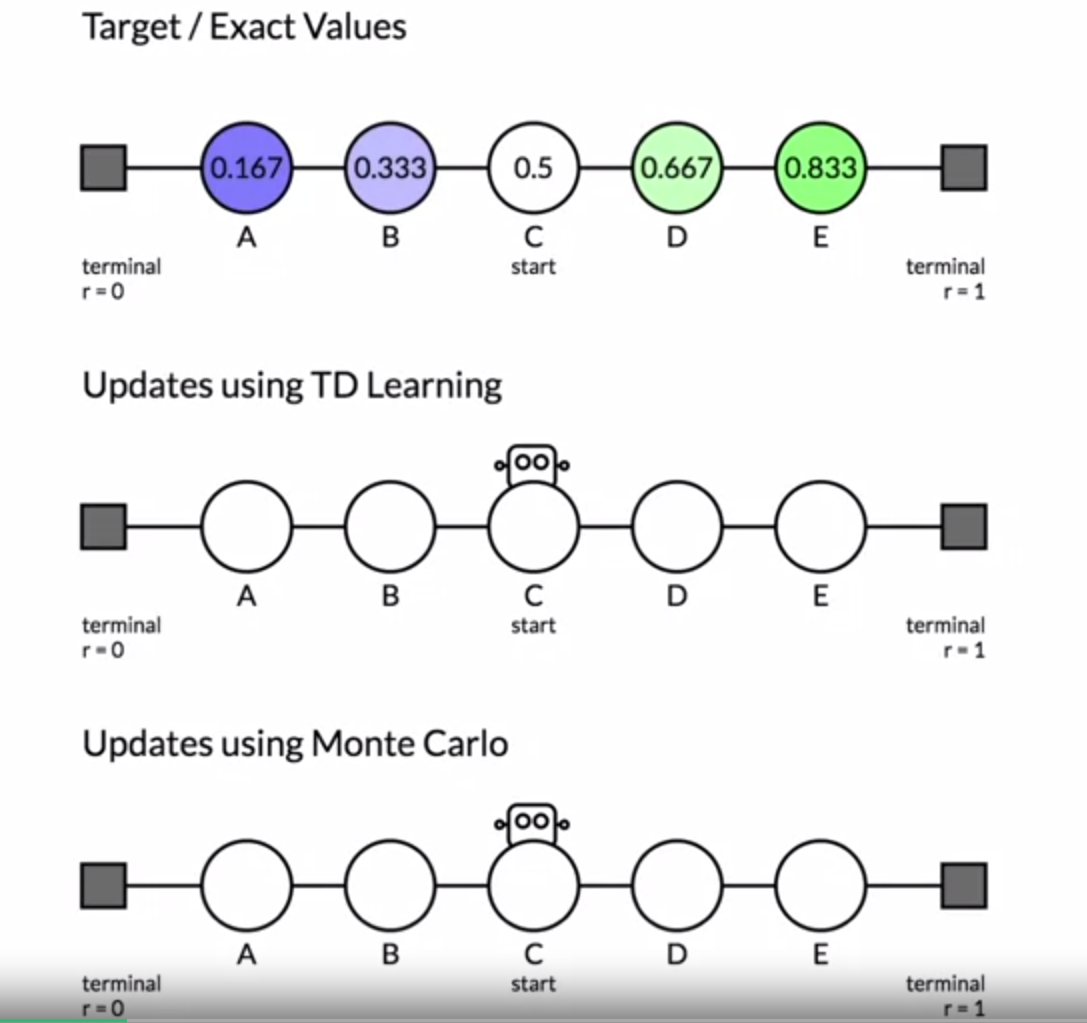 Target / Exact Values
0.167 0.333 0.5 0.667 0.833
A B C D E
terminal start terminal
r = 0 r = 1
Updates using TD Learning
A B C D E
terminal start terminal
r = 0 r = 1
Updates using Monte Carlo
A B C D E
terminal start terminal
r = 0 r = 1